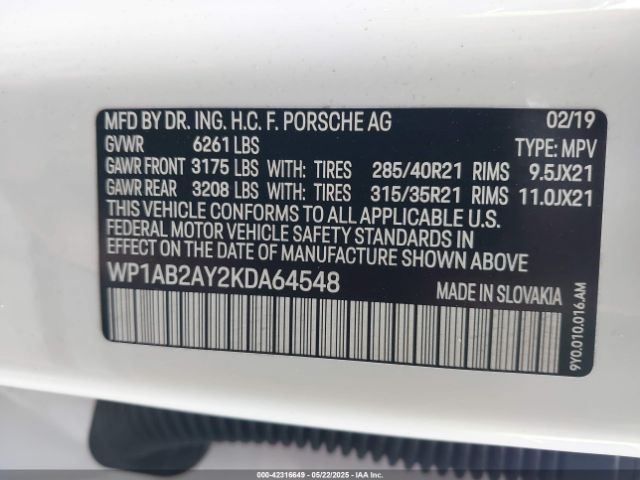 MFD BY DR. ING. H.C. F. PORSCHE AG 02/19
GVWR 6261 LBS TYPE: MPV
GAWR FRONT 3175 LBS WITH: TIRES 285/40R21 RIMS 9.5JX21
GAWR REAR 3208 LBS WITH: TIRES 315/35R21 RIMS 11.0JX21
THIS VEHICLE CONFORMS TO ALL APPLICABLE U.S.
FEDERAL MOTOR VEHICLE SAFETY STANDARDS IN
EFFECT ON THE DATE OF MANUFACTURE SHOWN ABOVE
WP1AB2AY2KDA64548 MADE IN SLOVAKIA
9Y0.010.016.AM
000-42316649 05/22/2025 IAAI.COM